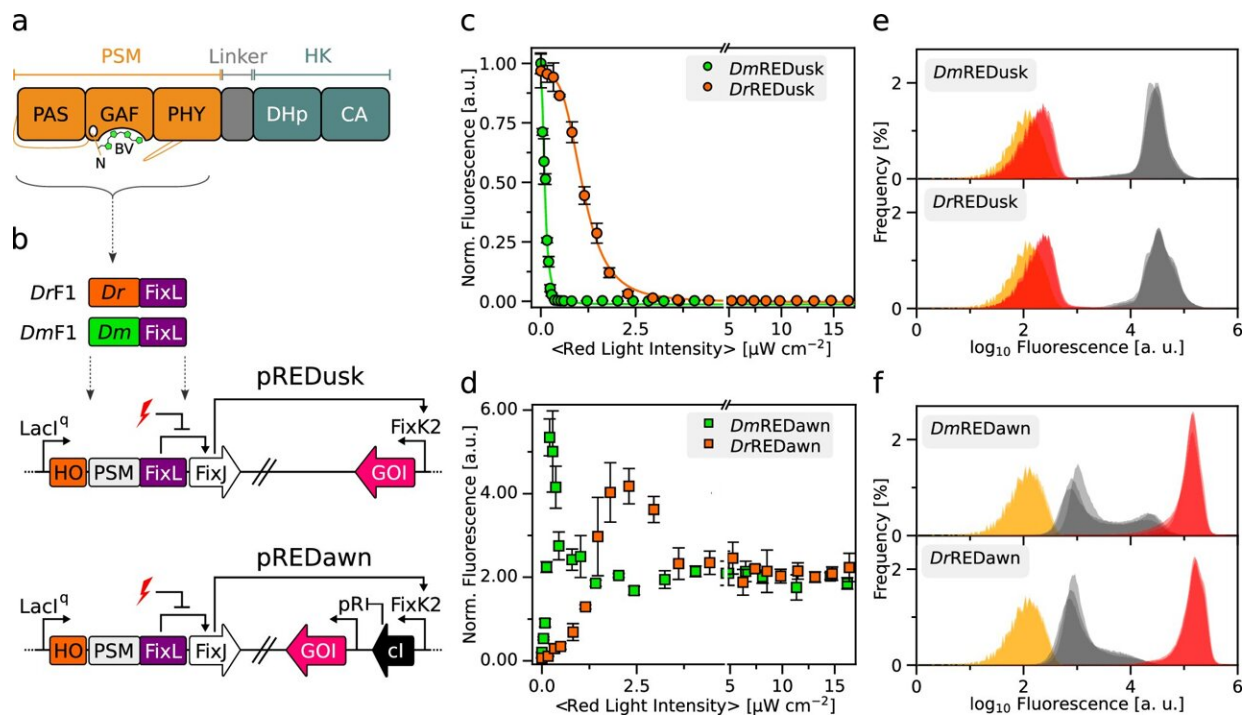 a
PSM
Linker
HK
PAS
GAF
PHY
DHp
CA
N
BV
b
DrF1
Dr
FixL
DmF1
Dm
FixL
pREDusk
LacIq
FixK2
HO
PSM
FixL
FixJ
GOI
pREDawn
LacIq
pRI
FixK2
HO
PSM
FixL
FixJ
GOI
cI
c
DmREDusk
DrREDusk
Norm. Fluorescence [a.u.]
1.00
0.75
0.50
0.25
0.00
0.0
2.5
5
10
15
<Red Light Intensity> [µW cm−2]
d
DmREDawn
DrREDawn
Norm. Fluorescence [a.u.]
6.00
4.00
2.00
0.00
0.0
2.5
5
10
15
<Red Light Intensity> [µW cm−2]
e
DmREDusk
DrREDusk
Frequency [%]
2
0
2
0
0
2
4
6
log10 Fluorescence [a. u.]
f
DmREDawn
DrREDawn
Frequency [%]
2
0
2
0
0
2
4
6
log10 Fluorescence [a. u.]